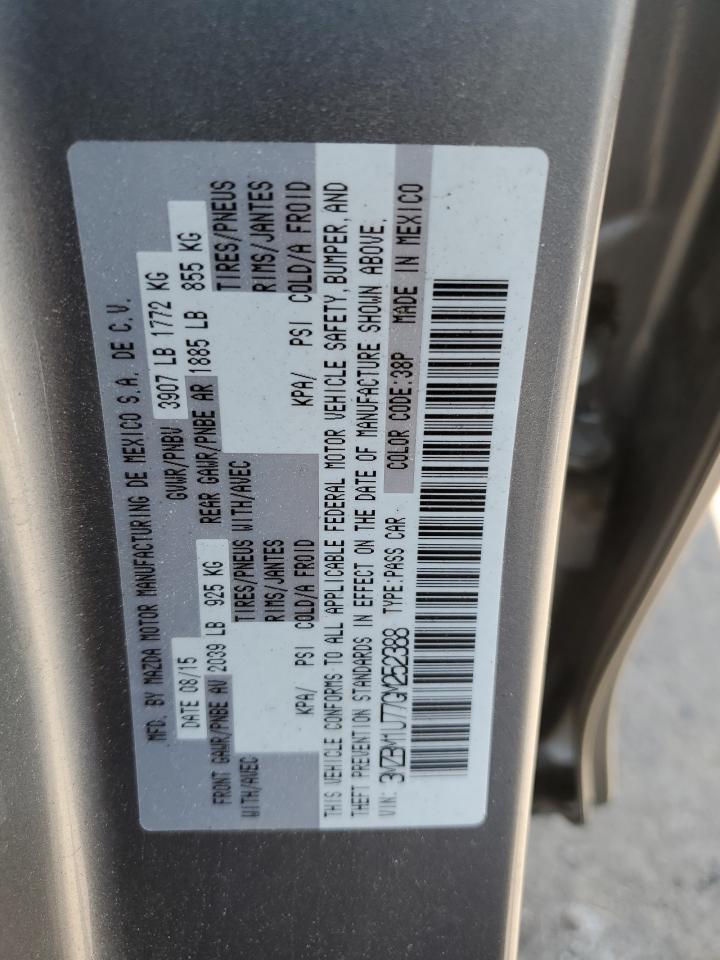 MFD. BY MAZDA MOTOR MANUFACTURING DE MEXICO S.A. DE C.V.
DATE 08/15 GVWR/PNBV 3907 LB 1772 KG
FRONT GAWR/PNBE AV 2039 LB 925 KG REAR GAWR/PNBE AR 1885 LB 855 KG
WITH/AVEC TIRES/PNEUS WITH/AVEC TIRES/PNEUS
RIMS/JANTES RIMS/JANTES
KPA/ PSI COLD/A FROID KPA/ PSI COLD/A FROID
THIS VEHICLE CONFORMS TO ALL APPLICABLE FEDERAL MOTOR VEHICLE SAFETY, BUMPER, AND
THEFT PREVENTION STANDARDS IN EFFECT ON THE DATE OF MANUFACTURE SHOWN ABOVE.
VIN: 3MZBM1U77GM252388 TYPE:PASS CAR COLOR CODE:38P MADE IN MEXICO